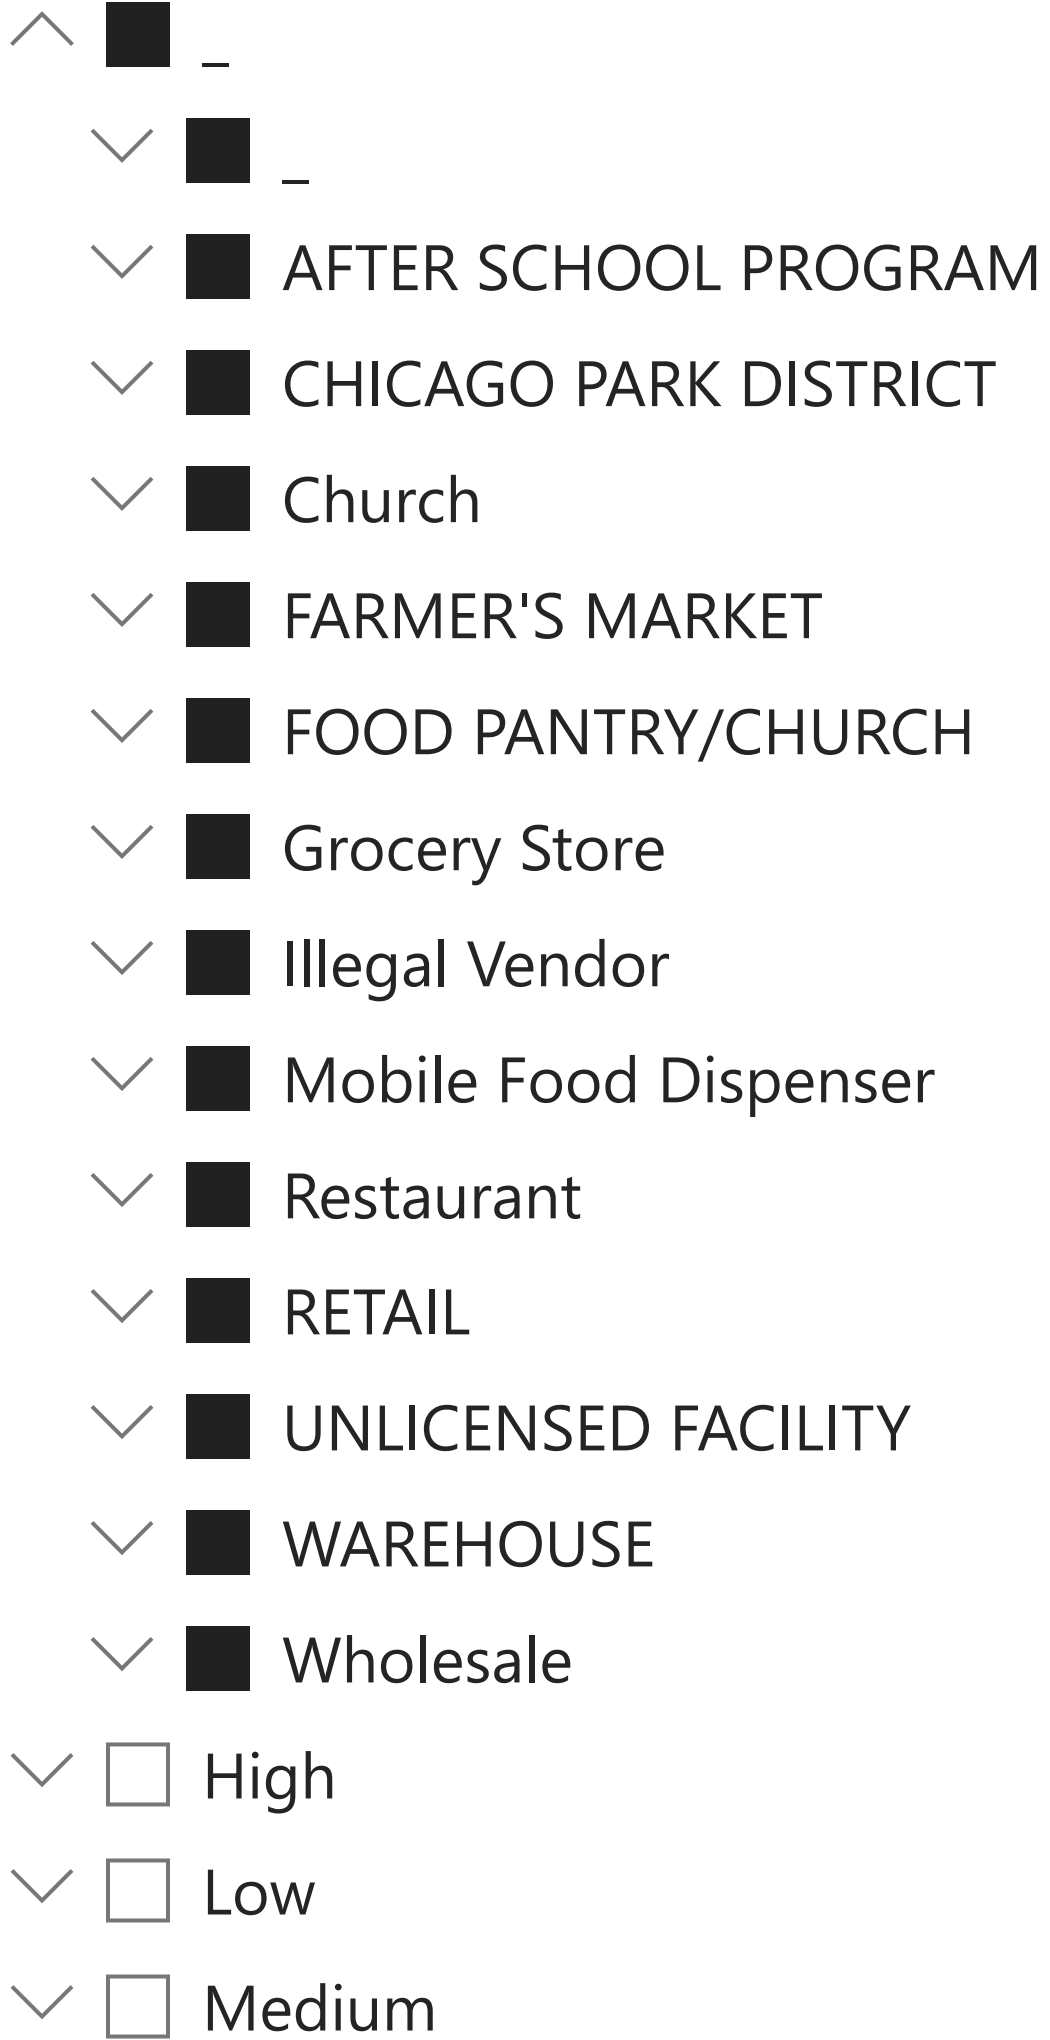 _
_
AFTER SCHOOL PROGRAM
CHICAGO PARK DISTRICT
Church
FARMER'S MARKET
FOOD PANTRY/CHURCH
Grocery Store
Illegal Vendor
Mobile Food Dispenser
Restaurant
RETAIL
UNLICENSED FACILITY
WAREHOUSE
Wholesale
High
Low
Medium